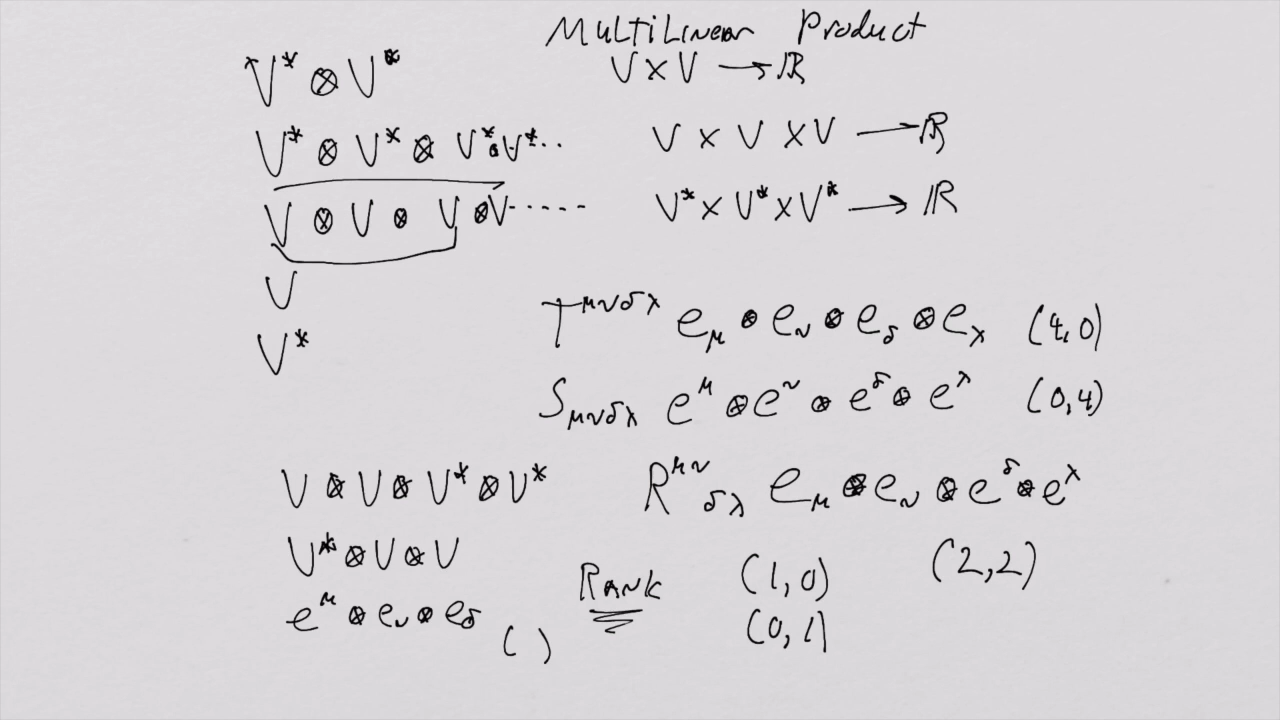 MultiLinear Product
V* ⊗ V* V × V → ℝ
V* ⊗ V* ⊗ V* ⊗ V* ·· V × V × V → ℝ
V ⊗ V ⊗ V ⊗ V ····· V* × V* × V* → ℝ
V
T^{μνδλ} e_μ ⊗ e_ν ⊗ e_δ ⊗ e_λ (4,0)
V*
S_{μνδλ} e^μ ⊗ e^ν ⊗ e^δ ⊗ e^λ (0,4)
V ⊗ V ⊗ V* ⊗ V* R^{μν}_{δλ} e_μ ⊗ e_ν ⊗ e^δ ⊗ e^λ
V* ⊗ V ⊗ V Rank (1,0) (2,2)
e^μ ⊗ e_ν ⊗ e_δ ( ) (0,1)